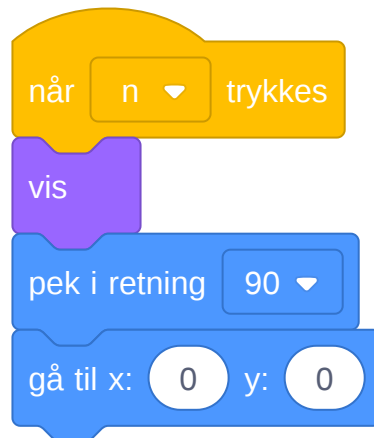 når n trykkes
vis
pek i retning 90
gå til x: 0 y: 0